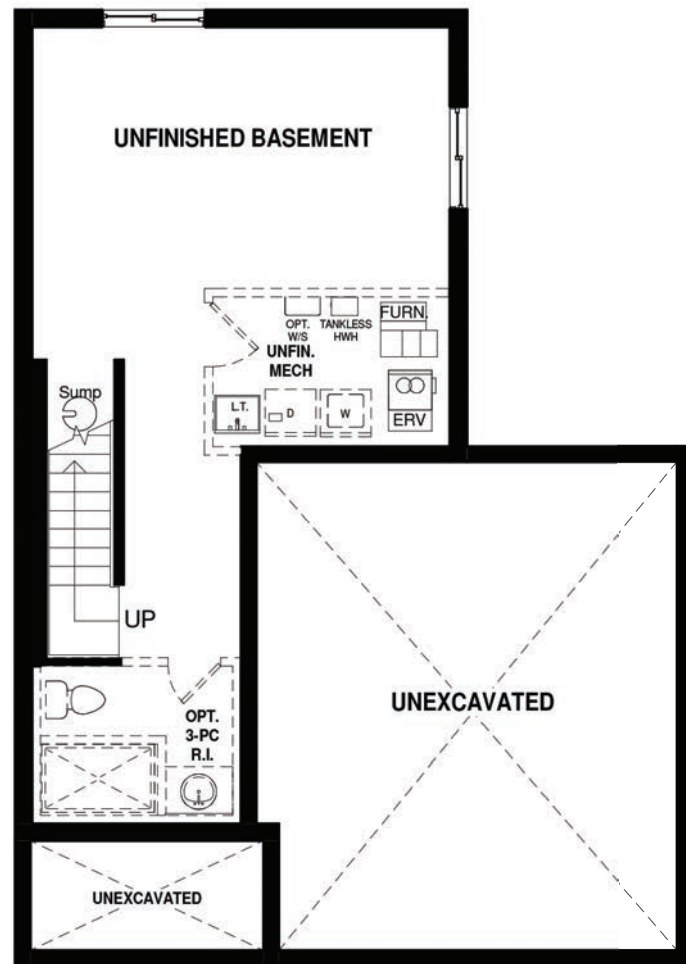 UNFINISHED BASEMENT
OPT.
W/S
TANKLESS
HWH
FURN.
UNFIN.
MECH
Sump
L.T.
D
W
ERV
UP
OPT.
3-PC
R.I.
UNEXCAVATED
UNEXCAVATED